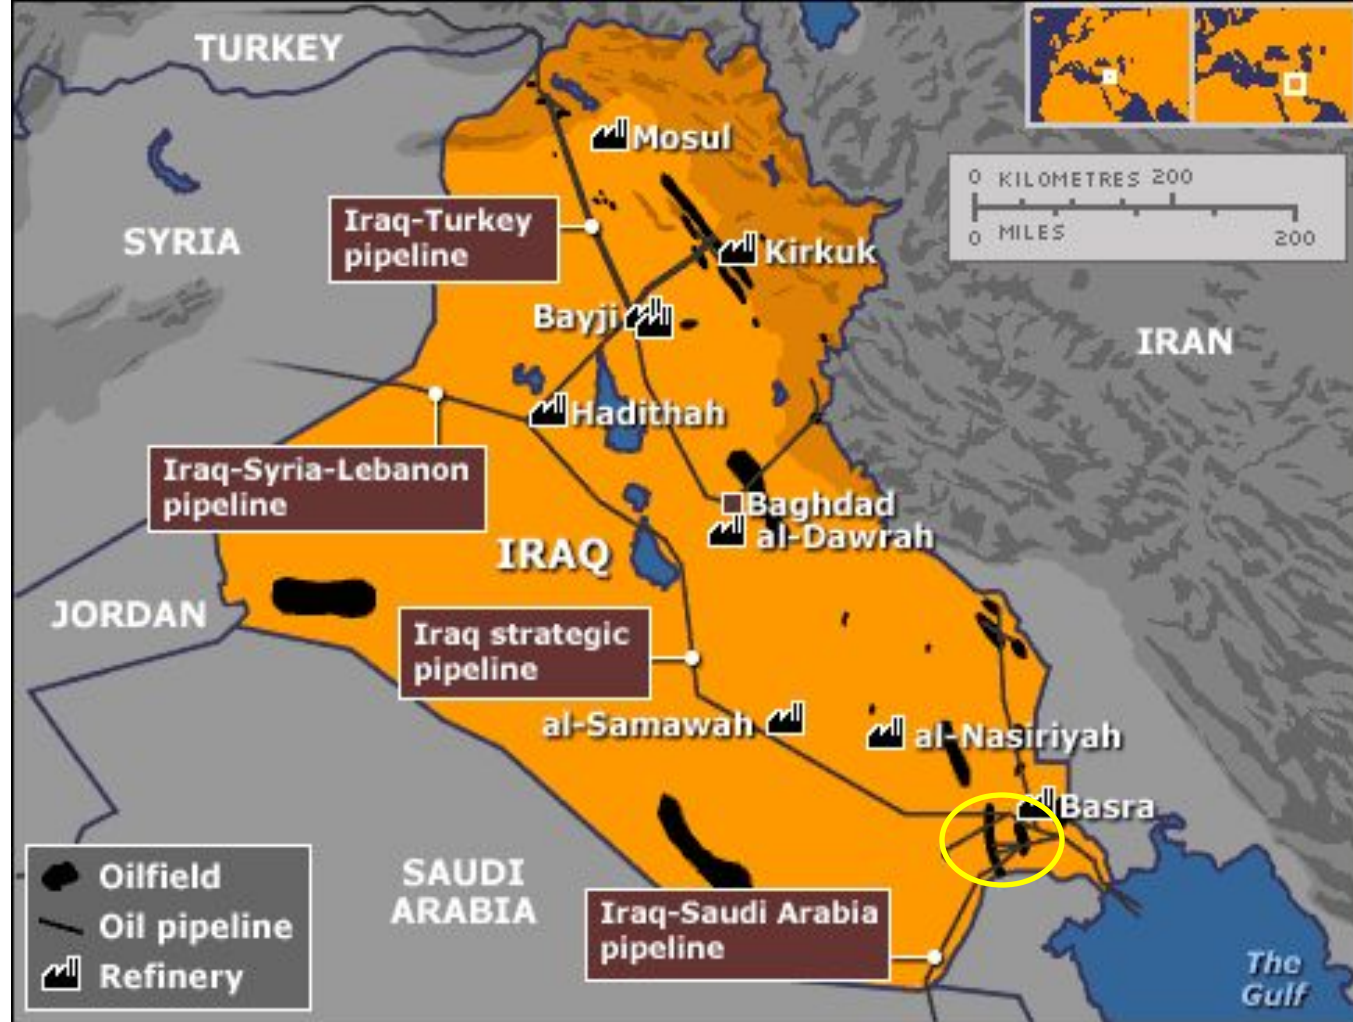 TURKEY
Mosul
0 KILOMETRES 200
0 MILES 200
Iraq-Turkey
pipeline
SYRIA
Kirkuk
Bayji
IRAN
Hadithah
Iraq-Syria-Lebanon
pipeline
Baghdad
al-Dawrah
IRAQ
JORDAN
Iraq strategic
pipeline
al-Samawah
al-Nasiriyah
Basra
Oilfield
Oil pipeline
Refinery
SAUDI
ARABIA
Iraq-Saudi Arabia
pipeline
The
Gulf